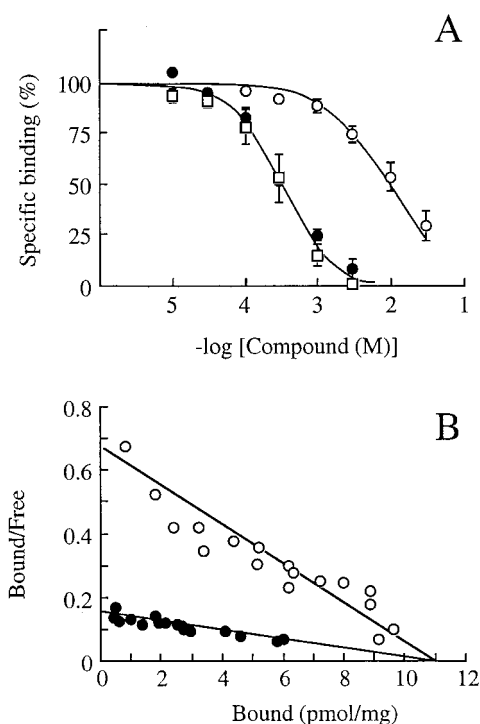 A
Specific binding (%)
100
75
50
25
0
5 4 3 2 1
-log [Compound (M)]
B
Bound/Free
0.8
0.6
0.4
0.2
0
0 2 4 6 8 10 12
Bound (pmol/mg)